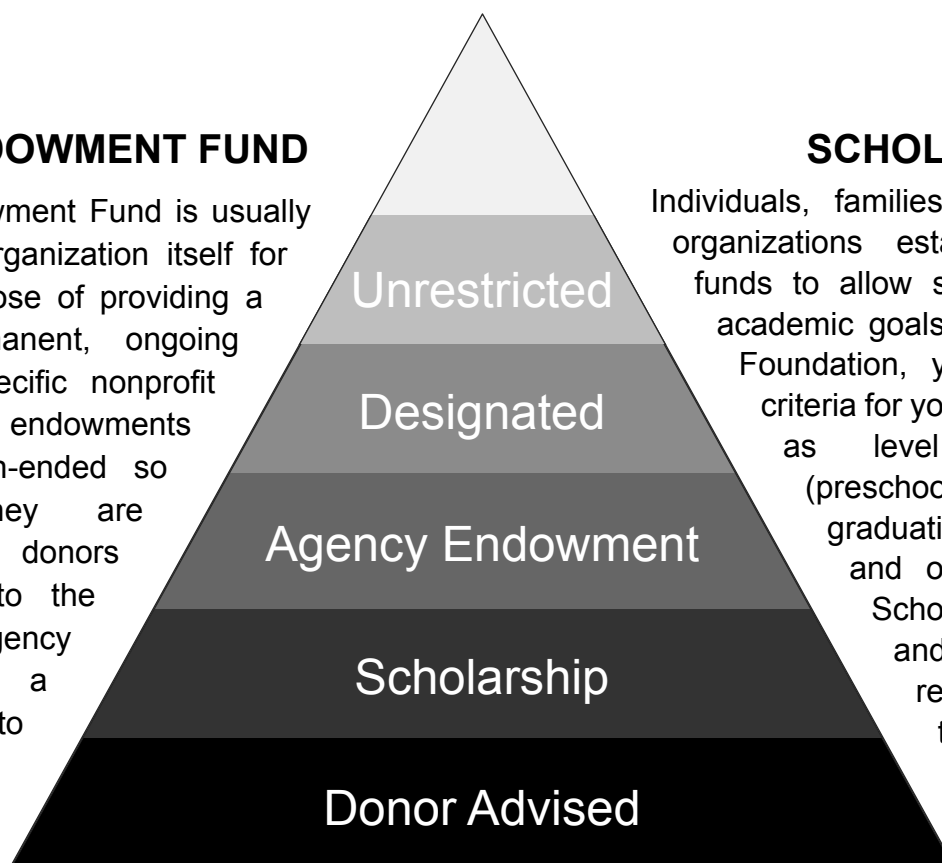 DOWMENT FUND
wment Fund is usually
rganization itself for
ose of providing a
anent, ongoing
ecific nonprofit
endowments
n-ended so
hey are
donors
to the
gency
a
to
Unrestricted
Designated
Agency Endowment
Scholarship
Donor Advised
SCHOL
Individuals, families
organizations esta
funds to allow s
academic goals
Foundation, y
criteria for yo
as level
(preschoo
graduati
and o
Scho
and
re
t